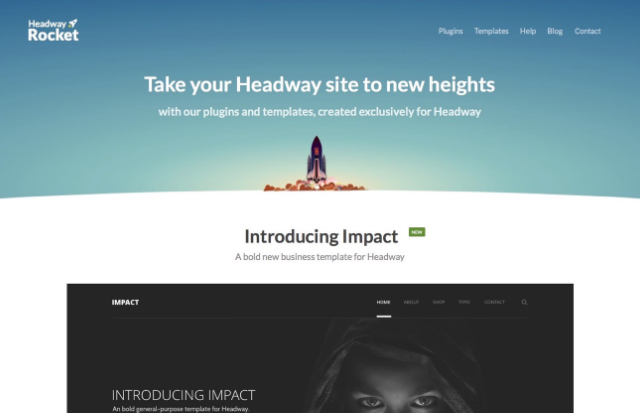 Headway
Rocket
Plugins Templates Help Blog Contact
Take your Headway site to new heights
with our plugins and templates, created exclusively for Headway
Introducing Impact NEW
A bold new business template for Headway
IMPACT
HOME ABOUT SHOP TYPO CONTACT
INTRODUCING IMPACT
An bold general-purpose template for Headway.